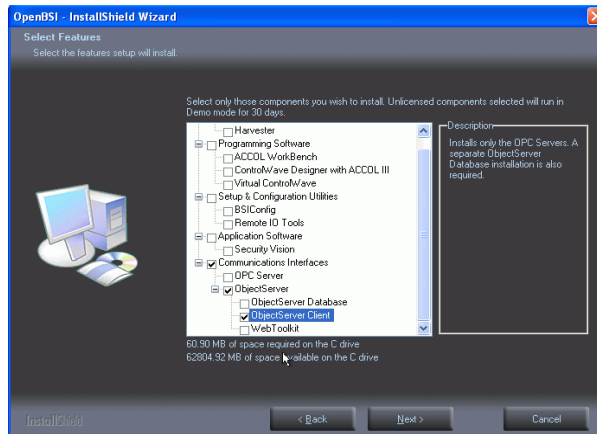 OpenBSI - InstallShield Wizard
Select Features
Select the features setup will install.
Select only those components you wish to install. Unlicensed components selected will run in
Demo mode for 30 days.
Harvester
Programming Software
ACCOL WorkBench
ControlWave Designer with ACCOL III
Virtual ControlWave
Setup & Configuration Utilities
BSIConfig
Remote IO Tools
Application Software
Security Vision
Communications Interfaces
OPC Server
ObjectServer
ObjectServer Database
ObjectServer Client
WebToolkit
Description
Installs only the OPC Servers. A
separate ObjectServer
Database installation is also
required.
60.90 MB of space required on the C drive
62804.92 MB of space available on the C drive
InstallShield
< Back
Next >
Cancel